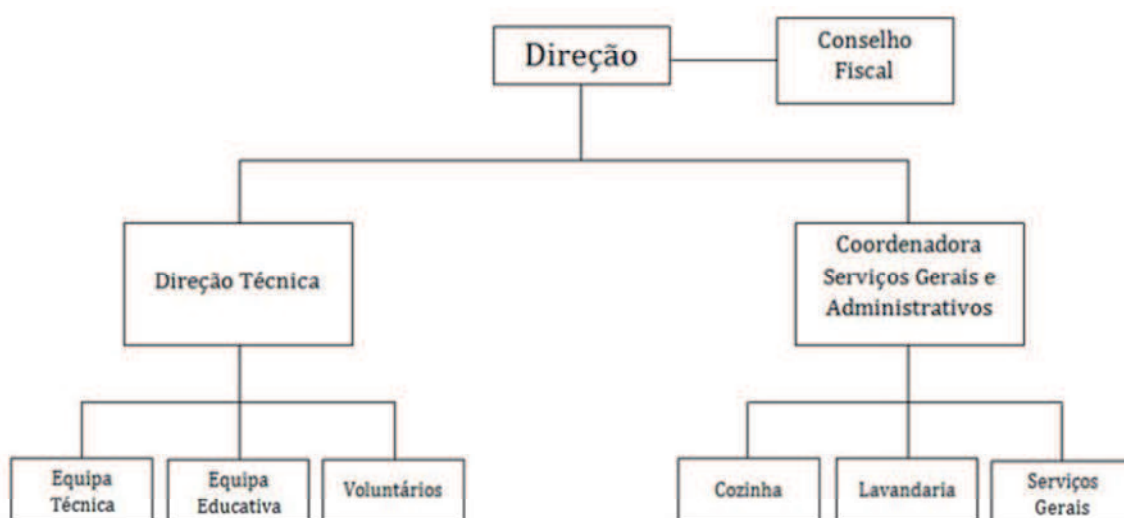 Direção
Conselho
Fiscal
Direção Técnica
Coordenadora
Serviços Gerais e
Administrativos
Equipa
Técnica
Equipa
Educativa
Voluntários
Cozinha
Lavandaria
Serviços
Gerais